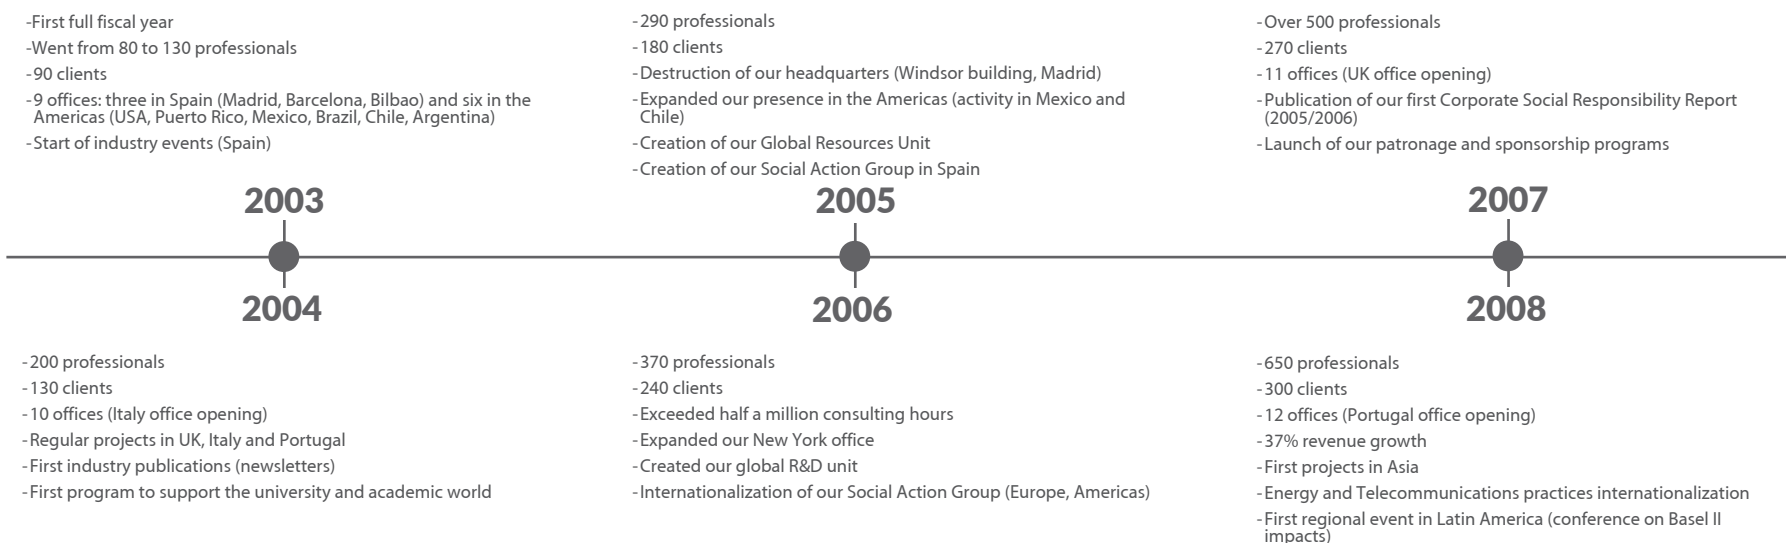 -First full fiscal year
-Went from 80 to 130 professionals
-90 clients
-9 offices: three in Spain (Madrid, Barcelona, Bilbao) and six in the
Americas (USA, Puerto Rico, Mexico, Brazil, Chile, Argentina)
-Start of industry events (Spain)
2003
-290 professionals
-180 clients
-Destruction of our headquarters (Windsor building, Madrid)
-Expanded our presence in the Americas (activity in Mexico and
Chile)
-Creation of our Global Resources Unit
-Creation of our Social Action Group in Spain
2005
-Over 500 professionals
-270 clients
-11 offices (UK office opening)
-Publication of our first Corporate Social Responsibility Report
(2005/2006)
-Launch of our patronage and sponsorship programs
2007
2004
-200 professionals
-130 clients
-10 offices (Italy office opening)
-Regular projects in UK, Italy and Portugal
-First industry publications (newsletters)
-First program to support the university and academic world
2006
-370 professionals
-240 clients
-Exceeded half a million consulting hours
-Expanded our New York office
-Created our global R&D unit
-Internationalization of our Social Action Group (Europe, Americas)
2008
-650 professionals
-300 clients
-12 offices (Portugal office opening)
-37% revenue growth
-First projects in Asia
-Energy and Telecommunications practices internationalization
-First regional event in Latin America (conference on Basel II
impacts)